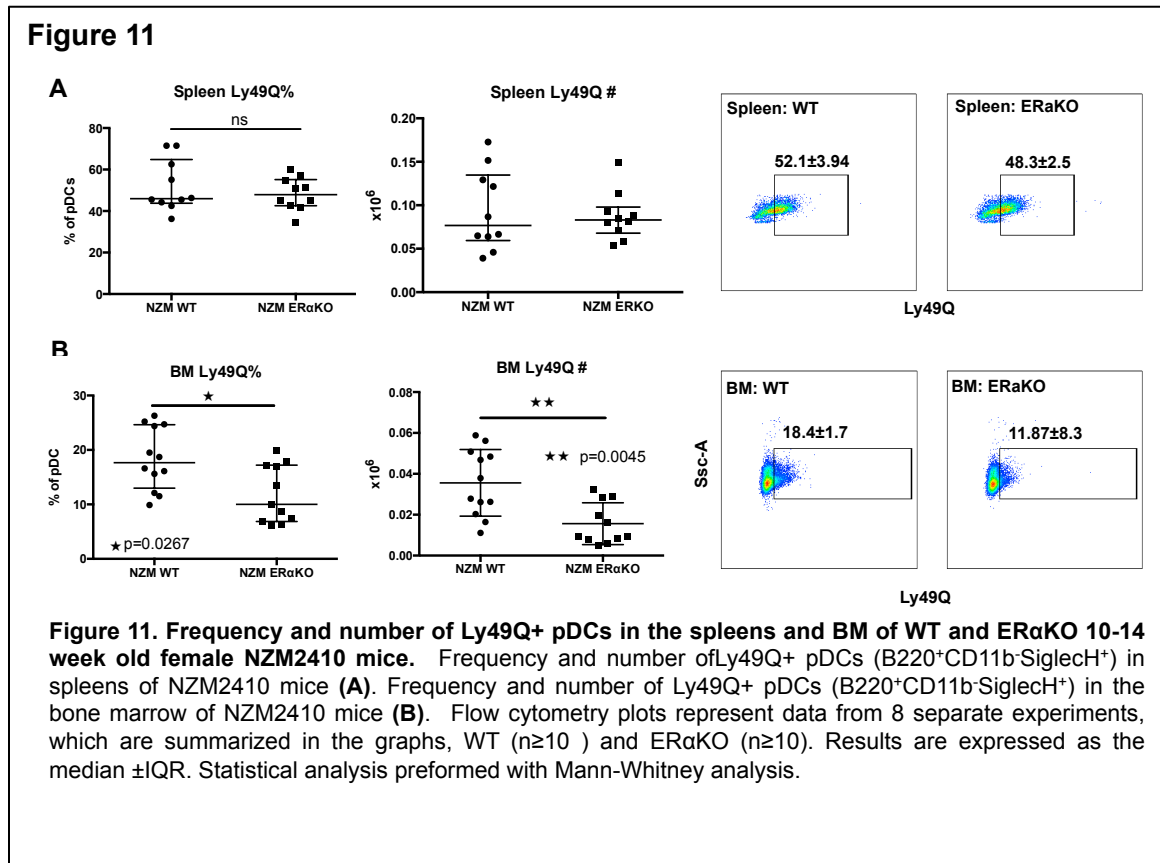 Figure 11
A
Spleen Ly49Q%
ns
80
60
40
20
0
% of pDCs
NZM WT
NZM ERαKO
Spleen Ly49Q #
0.20
0.15
0.10
0.05
0.00
x10⁶
NZM WT
NZM ERKO
Spleen: WT
52.1±3.94
Spleen: ERaKO
48.3±2.5
Ly49Q
B
BM Ly49Q%
★
30
20
10
0
% of pDC
★ p=0.0267
NZM WT
NZM ERαKO
BM Ly49Q #
★★
★★ p=0.0045
0.08
0.06
0.04
0.02
0.00
x10⁶
NZM WT
NZM ERαKO
BM: WT
18.4±1.7
BM: ERaKO
11.87±8.3
Ssc-A
Ly49Q
Figure 11. Frequency and number of Ly49Q+ pDCs in the spleens and BM of WT and ERαKO 10-14
week old female NZM2410 mice. Frequency and number ofLy49Q+ pDCs (B220⁺CD11b⁻SiglecH⁺) in
spleens of NZM2410 mice (A). Frequency and number of Ly49Q+ pDCs (B220⁺CD11b⁻SiglecH⁺) in the
bone marrow of NZM2410 mice (B). Flow cytometry plots represent data from 8 separate experiments,
which are summarized in the graphs, WT (n≥10 ) and ERαKO (n≥10). Results are expressed as the
median ±IQR. Statistical analysis preformed with Mann-Whitney analysis.